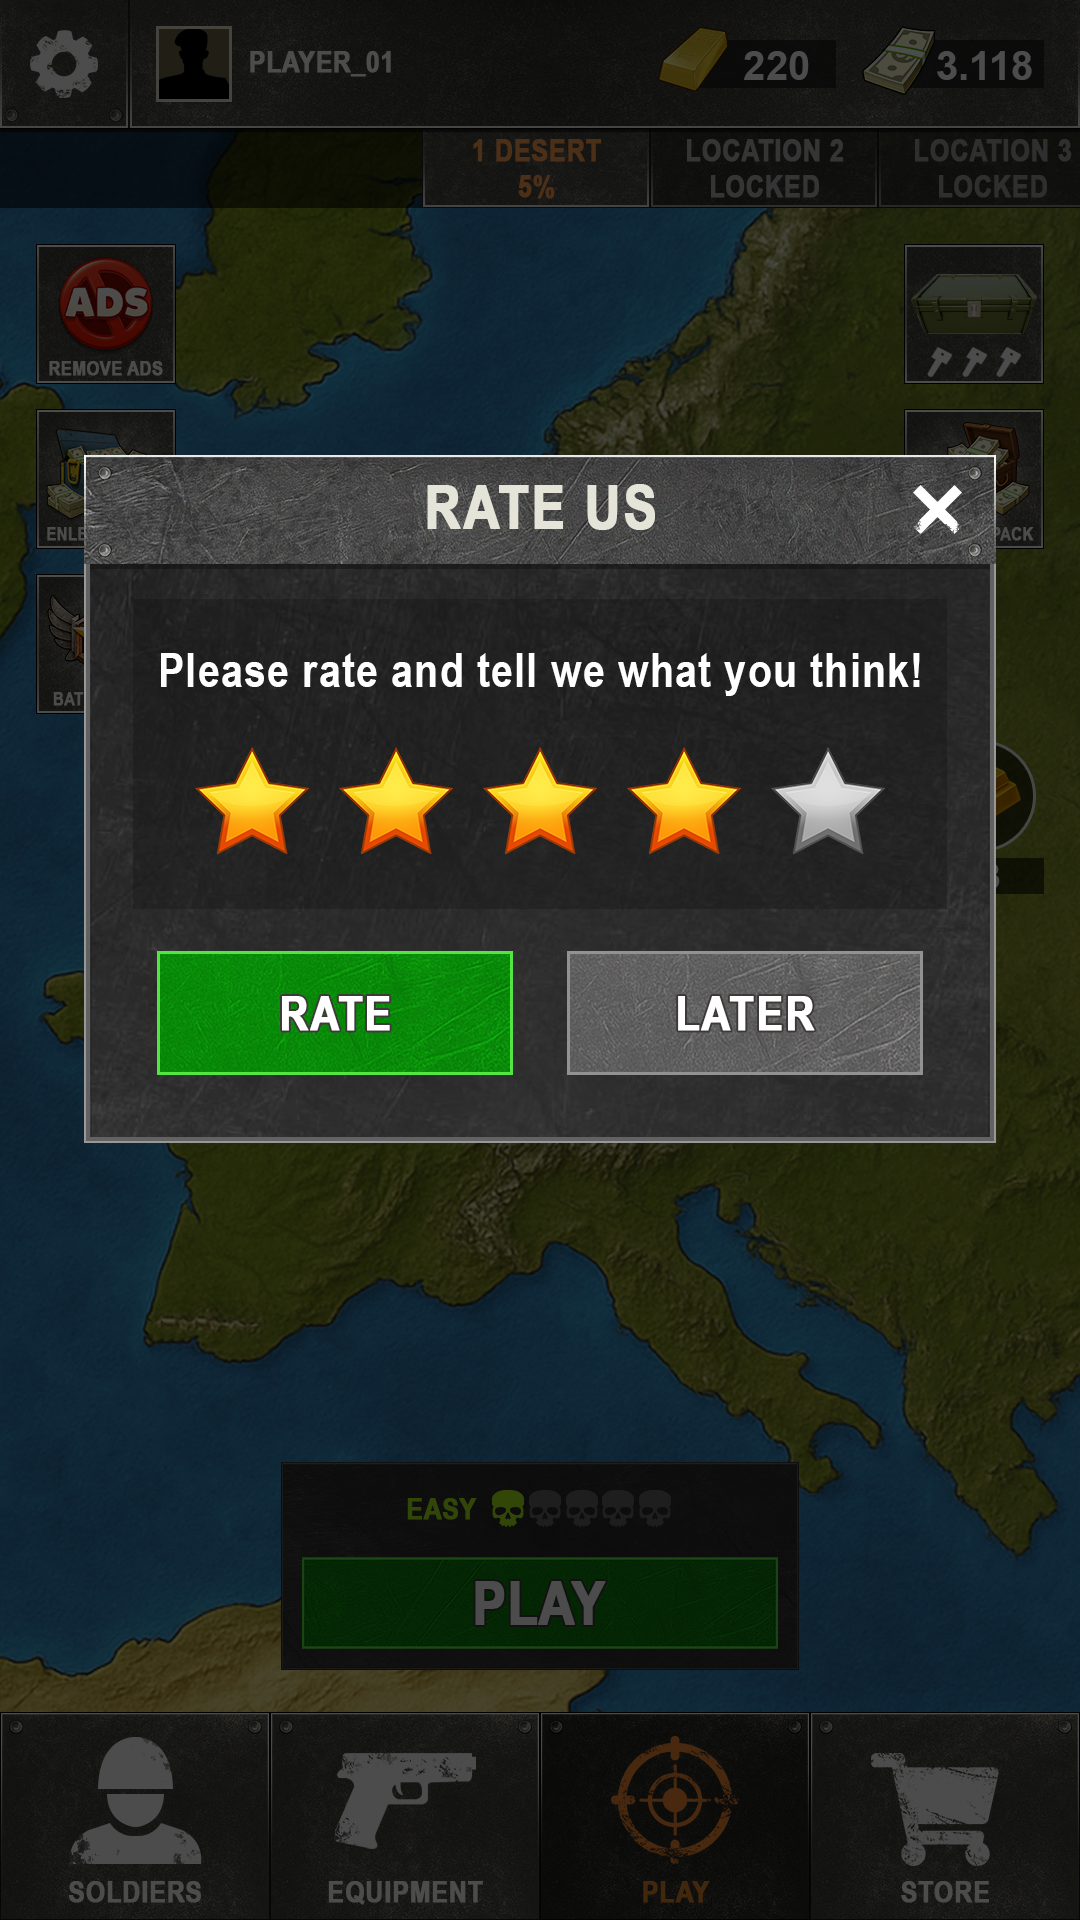 PLAYER_01
220
3.118
1 DESERT
5%
LOCATION 2
LOCKED
LOCATION 3
LOCKED
ADS
REMOVE ADS
ENLE
PACK
BAT
RATE US
Please rate and tell we what you think!
RATE
LATER
EASY
PLAY
SOLDIERS
EQUIPMENT
PLAY
STORE